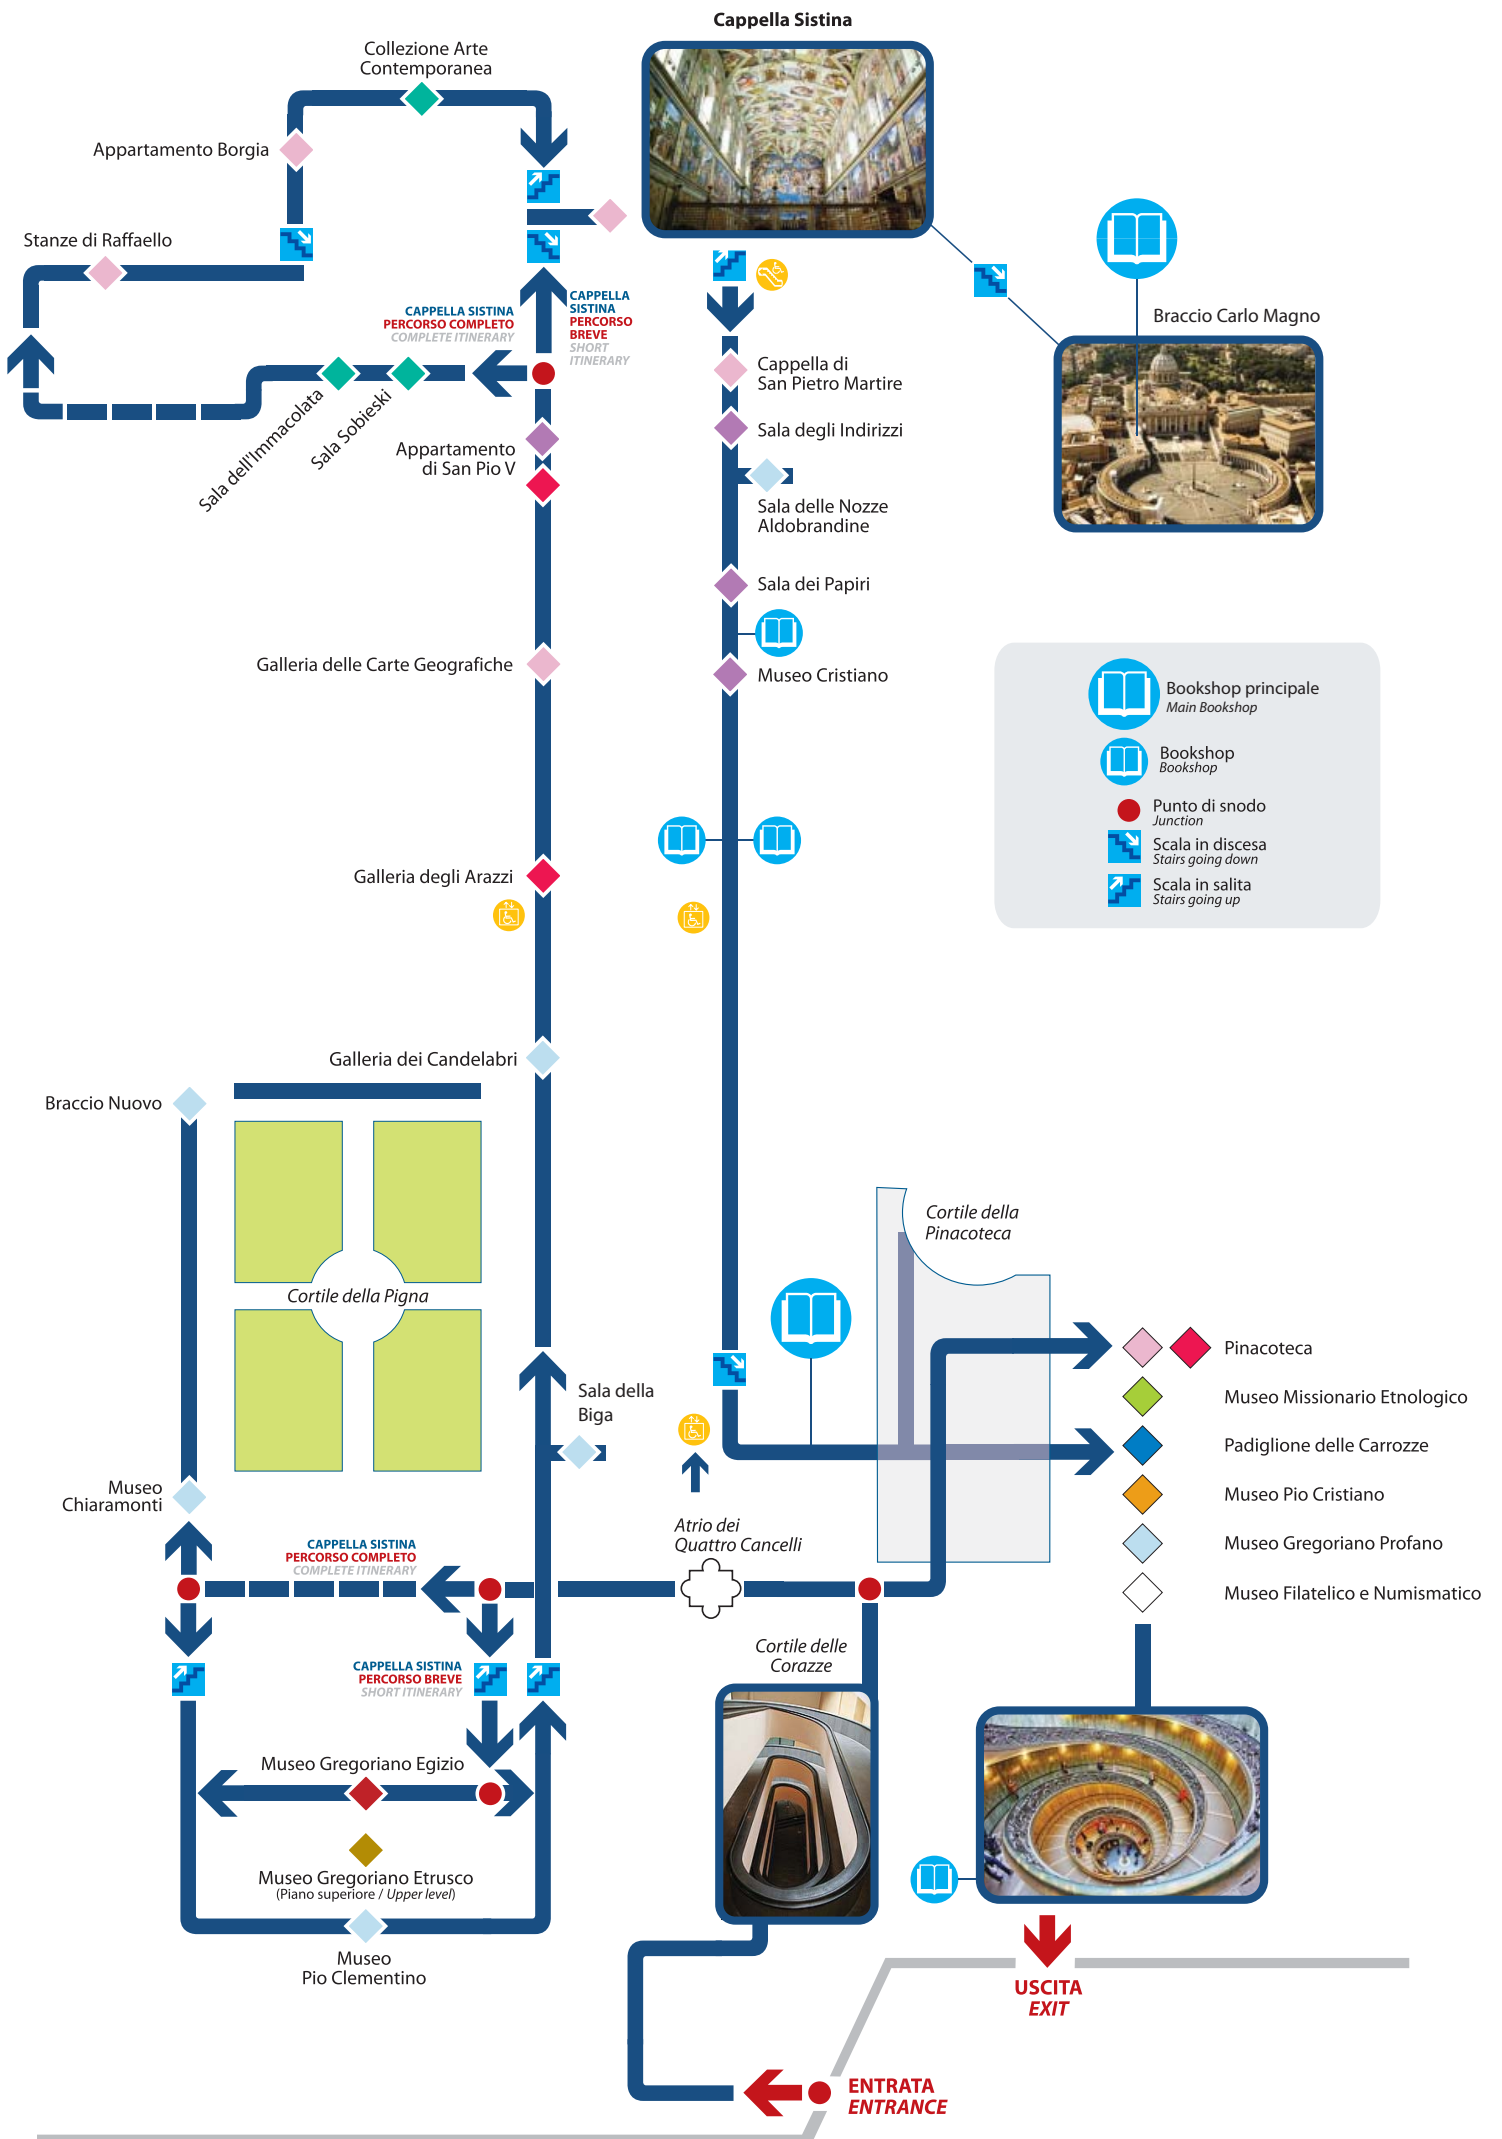 Cappella Sistina
Collezione Arte
Contemporanea
Appartamento Borgia
Stanze di Raffaello
CAPPELLA SISTINA
PERCORSO COMPLETO
COMPLETE ITINERARY
CAPPELLA
SISTINA
PERCORSO
BREVE
SHORT
ITINERARY
Braccio Carlo Magno
Cappella di
San Pietro Martire
Sala dell'Immacolata
Sala Sobieski
Appartamento
di San Pio V
Sala degli Indirizzi
Sala delle Nozze
Aldobrandine
Sala dei Papiri
Galleria delle Carte Geografiche
Museo Cristiano
Bookshop principale
Main Bookshop
Bookshop
Bookshop
Punto di snodo
Junction
Scala in discesa
Stairs going down
Scala in salita
Stairs going up
Galleria degli Arazzi
Galleria dei Candelabri
Braccio Nuovo
Cortile della Pigna
Cortile della
Pinacoteca
Sala della
Biga
Pinacoteca
Museo Missionario Etnologico
Padiglione delle Carrozze
Museo Pio Cristiano
Museo Gregoriano Profano
Museo Filatelico e Numismatico
Museo
Chiaramonti
CAPPELLA SISTINA
PERCORSO COMPLETO
COMPLETE ITINERARY
Atrio dei
Quattro Cancelli
Cortile delle
Corazze
CAPPELLA SISTINA
PERCORSO BREVE
SHORT ITINERARY
Museo Gregoriano Egizio
Museo Gregoriano Etrusco
(Piano superiore / Upper level)
Museo
Pio Clementino
USCITA
EXIT
ENTRATA
ENTRANCE